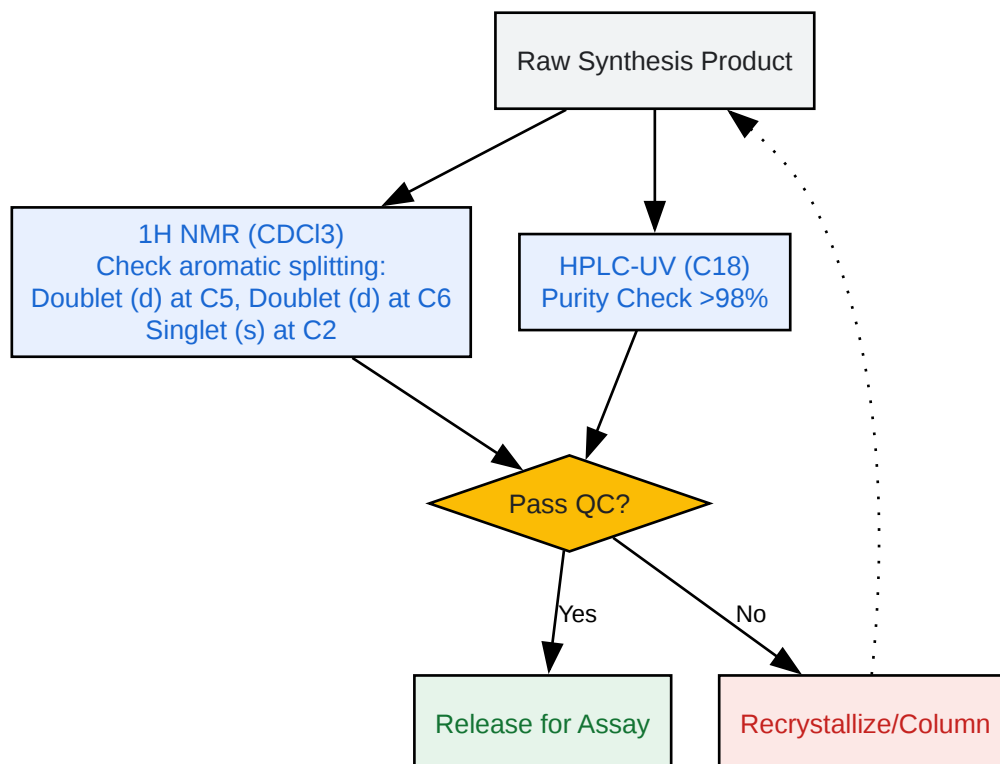 Raw Synthesis Product
1H NMR (CDCl3)
Check aromatic splitting:
Doublet (d) at C5, Doublet (d) at C6
Singlet (s) at C2
HPLC-UV (C18)
Purity Check >98%
Pass QC?
Yes
No
Release for Assay
Recrystallize/Column